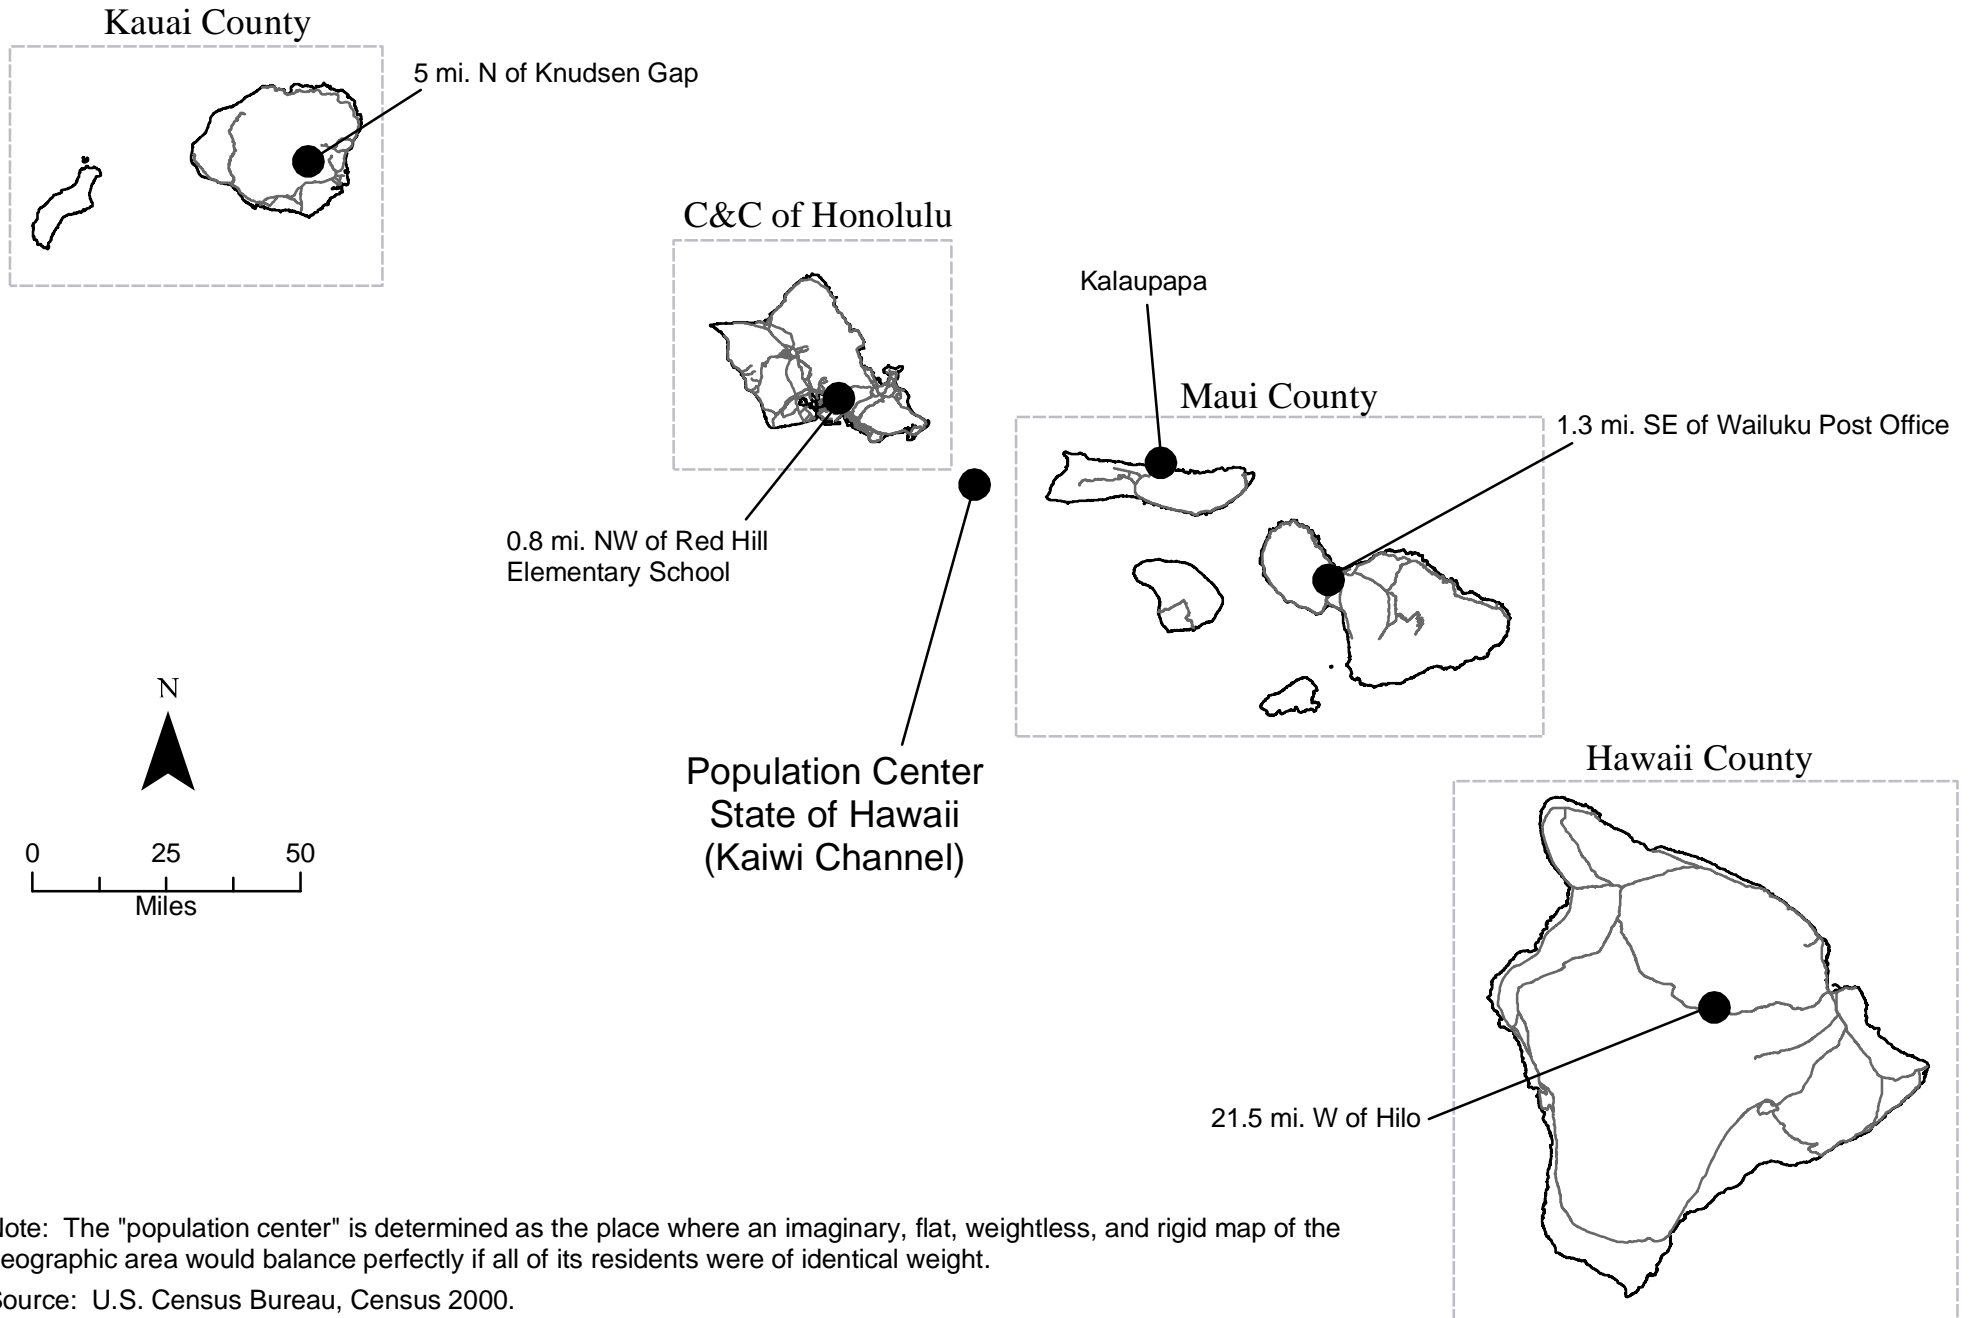 Kauai County
5 mi. N of Knudsen Gap
C&C of Honolulu
Kalaupapa
Maui County
1.3 mi. SE of Wailuku Post Office
0.8 mi. NW of Red Hill
Elementary School
N
0 25 50
Miles
Population Center
State of Hawaii
(Kaiwi Channel)
Hawaii County
21.5 mi. W of Hilo
ote: The "population center" is determined as the place where an imaginary, flat, weightless, and rigid map of the
eographic area would balance perfectly if all of its residents were of identical weight.
ource: U.S. Census Bureau, Census 2000.